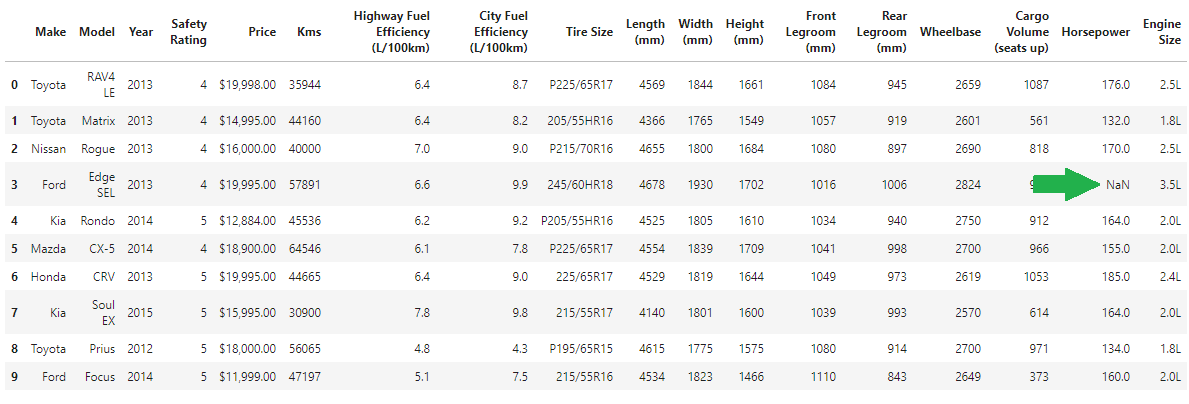 Make Model Year Safety Rating Price Kms Highway Fuel Efficiency (L/100km) City Fuel Efficiency (L/100km) Tire Size Length (mm) Width (mm) Height (mm) Front Legroom (mm) Rear Legroom (mm) Wheelbase Cargo Volume (seats up) Horsepower Engine Size
0 Toyota RAV4 LE 2013 4 $19,998.00 35944 6.4 8.7 P225/65R17 4569 1844 1661 1084 945 2659 1087 176.0 2.5L
1 Toyota Matrix 2013 4 $14,995.00 44160 6.4 8.2 205/55HR16 4366 1765 1549 1057 919 2601 561 132.0 1.8L
2 Nissan Rogue 2013 4 $16,000.00 40000 7.0 9.0 P215/70R16 4655 1800 1684 1080 897 2690 818 170.0 2.5L
3 Ford Edge SEL 2013 4 $19,995.00 57891 6.6 9.9 245/60HR18 4678 1930 1702 1016 1006 2824 NaN 3.5L
4 Kia Rondo 2014 5 $12,884.00 45536 6.2 9.2 P205/55HR16 4525 1805 1610 1034 940 2750 912 164.0 2.0L
5 Mazda CX-5 2014 4 $18,900.00 64546 6.1 7.8 P225/65R17 4554 1839 1709 1041 998 2700 966 155.0 2.0L
6 Honda CRV 2013 5 $19,995.00 44665 6.4 9.0 225/65R17 4529 1819 1644 1049 973 2619 1053 185.0 2.4L
7 Kia Soul EX 2015 5 $15,995.00 30900 7.8 9.8 215/55R17 4140 1801 1600 1039 993 2570 614 164.0 2.0L
8 Toyota Prius 2012 5 $18,000.00 56065 4.8 4.3 P195/65R15 4615 1775 1575 1080 914 2700 971 134.0 1.8L
9 Ford Focus 2014 5 $11,999.00 47197 5.1 7.5 215/55R16 4534 1823 1466 1110 843 2649 373 160.0 2.0L